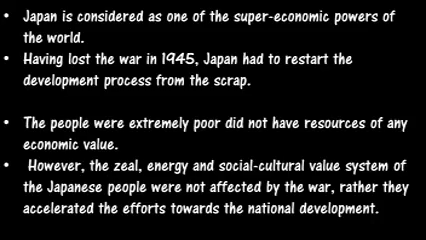 • Japan is considered as one of the super-economic powers of
the world.
• Having lost the war in 1945, Japan had to restart the
development process from the scrap.
• The people were extremely poor did not have resources of any
economic value.
• However, the zeal, energy and social-cultural value system of
the Japanese people were not affected by the war, rather they
accelerated the efforts towards the national development.